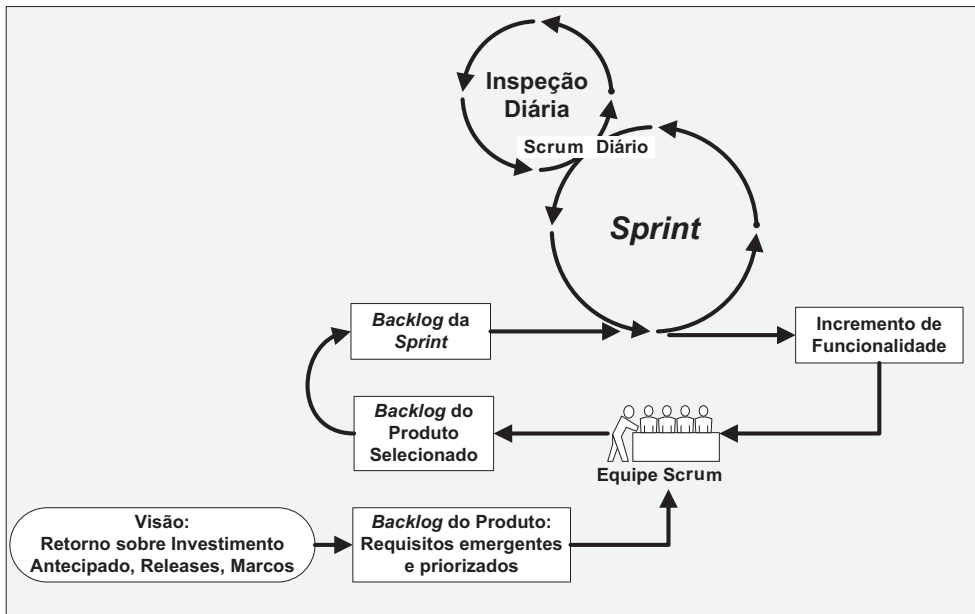 Inspeção
Diária
Scrum Diário
Sprint
Backlog da
Sprint
Incremento de
Funcionalidade
Backlog do
Produto
Selecionado
Equipe Scrum
Visão:
Retorno sobre Investimento
Antecipado, Releases, Marcos
Backlog do Produto:
Requisitos emergentes
e priorizados